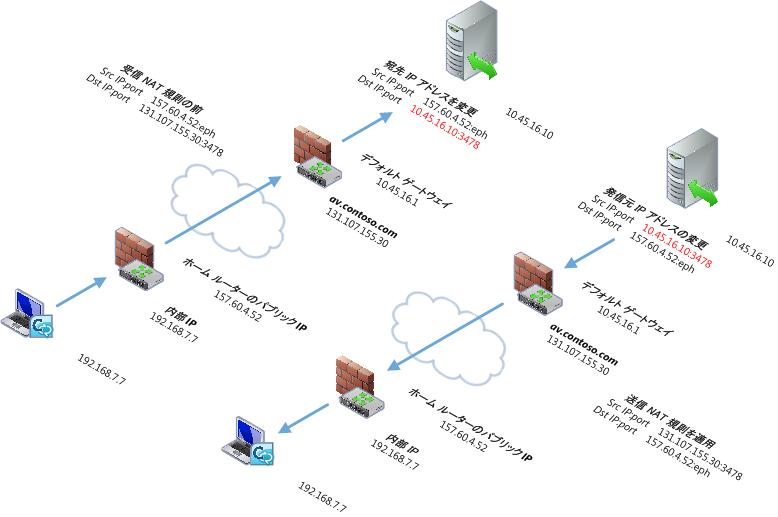 受信 NAT 規則の前
Src IP:port 157.60.4.52:eph
Dst IP:port 131.107.155.30:3478
宛先 IP アドレスを変更
Src IP:port 157.60.4.52:eph
Dst IP:port 10.45.16.10:3478
10.45.16.10
デフォルト ゲートウェイ
10.45.16.1
av.contoso.com
131.107.155.30
ホーム ルーターのパブリック IP
157.60.4.52
内部 IP
192.168.7.7
192.168.7.7
発信元 IP アドレスの変更
Src IP:port 10.45.16.10:3478
Dst IP:port 157.60.4.52:eph
10.45.16.10
デフォルト ゲートウェイ
10.45.16.1
av.contoso.com
131.107.155.30
送信 NAT 規則を適用
Src IP:port 131.107.155.30:3478
Dst IP:port 157.60.4.52:eph
ホーム ルーターのパブリック IP
157.60.4.52
内部 IP
192.168.7.7
192.168.7.7